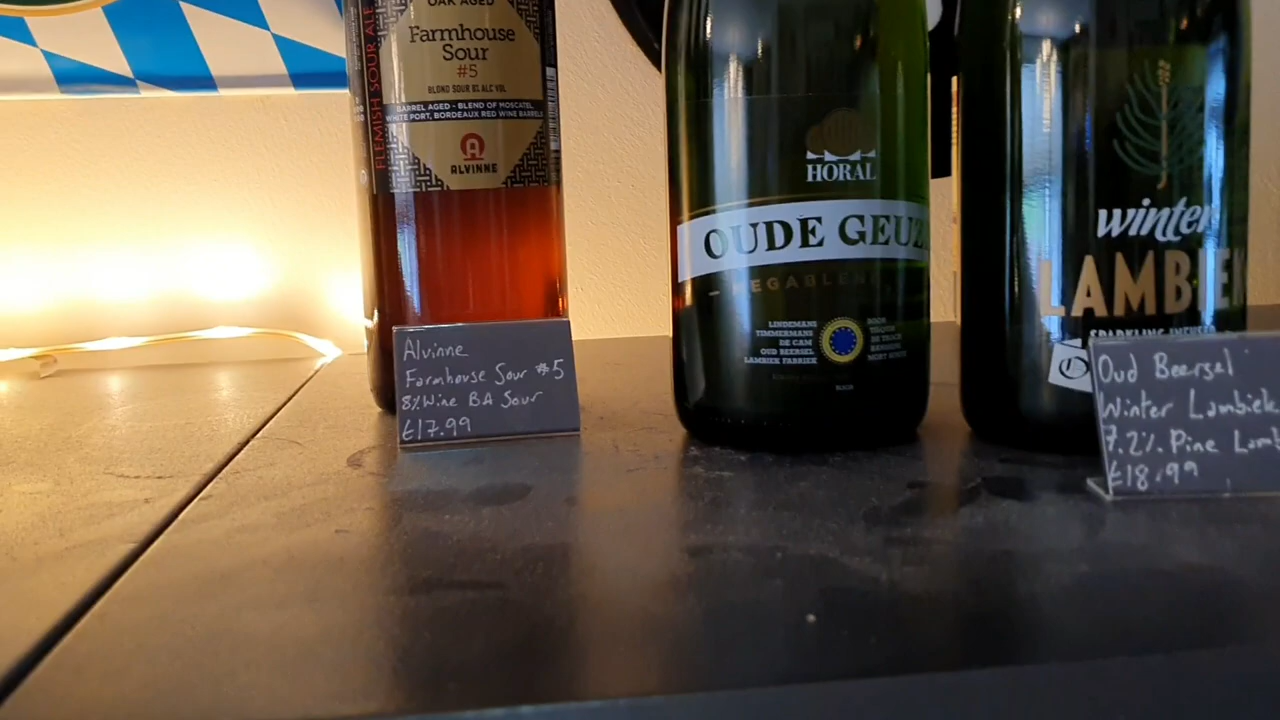 OAK AGED
Farmhouse
Sour
#5
BLOND SOUR 8% ALC VOL
BARREL AGED - BLEND OF MOSCATEL,
WHITE PORT, BORDEAUX RED WINE BARRELS
ALVINNE
FLEMISH SOUR ALE
Alvinne
Farmhouse Sour #5
8% Wine BA Sour
£17.99
HORAL
OUDE GEUZ
LINDEMANS
TIMMERMANS
DE CAM
OUD BEERSEL
LAMBIEK FABRIEK
winter
LAMBIEK
SPARKLING INFUSED
Oud Beersel
Winter Lambiek
7.2% Pine Lamb
£18.99